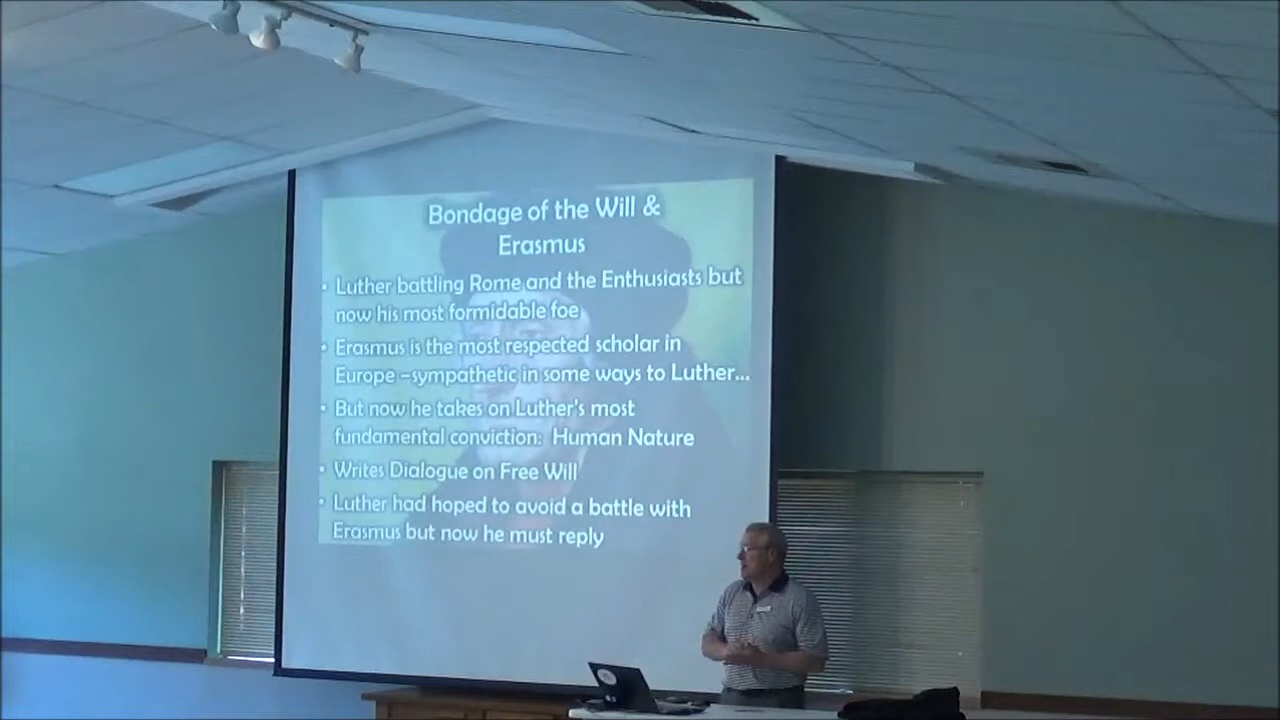 Bondage of the Will &
Erasmus
• Luther battling Rome and the Enthusiasts but
now his most formidable foe
• Erasmus is the most respected scholar in
Europe –sympathetic in some ways to Luther...
• But now he takes on Luther's most
fundamental conviction: Human Nature
• Writes Dialogue on Free Will
• Luther had hoped to avoid a battle with
Erasmus but now he must reply